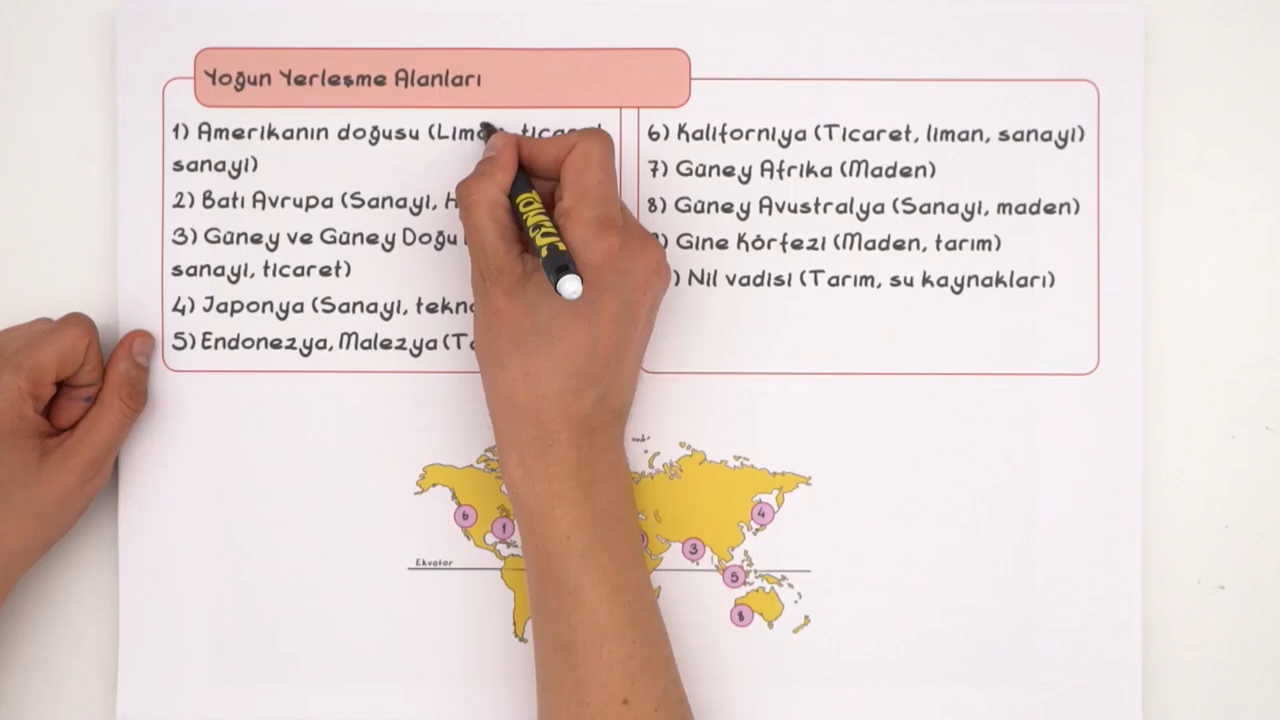 Yoğun Yerleşme Alanları
1) Amerikanın doğusu (Liman, ticaret
sanayi)
2) Batı Avrupa (Sanayi,
3) Güney ve Güney Doğu
sanayi, ticaret)
4) Japonya (Sanayi,
5) Endonezya, Malezya
6) Kaliforniya (Ticaret, liman, sanayi)
7) Güney Afrika (Maden)
8) Güney Avustralya (Sanayi, maden)
Gine Körfezi (Maden, tarım)
) Nil vadisi (Tarım, su kaynakları)
6
1
4
3
Ekvator
5
8